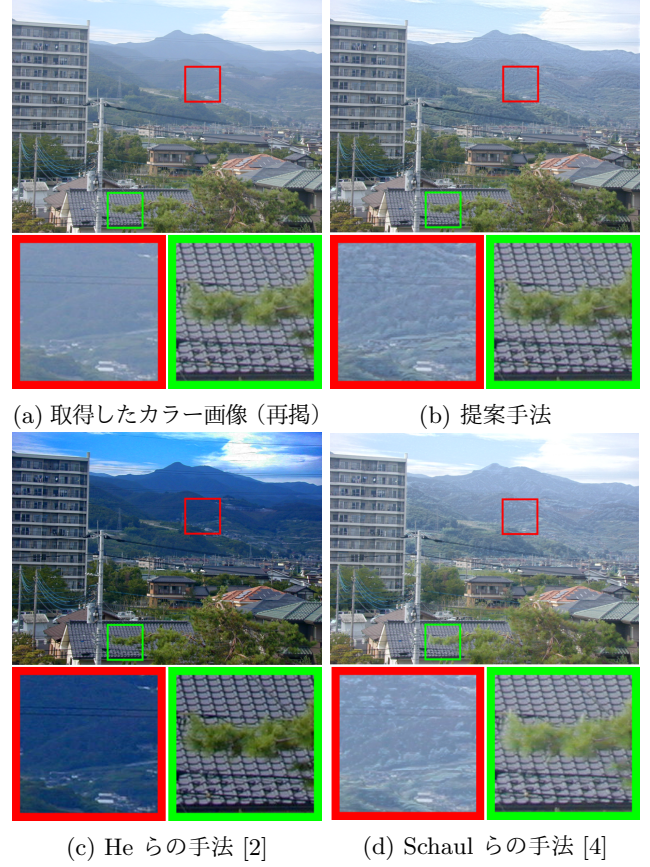 (a) 取得したカラー画像（再掲）
(b) 提案手法
(c) He らの手法 [2]
(d) Schaul らの手法 [4]